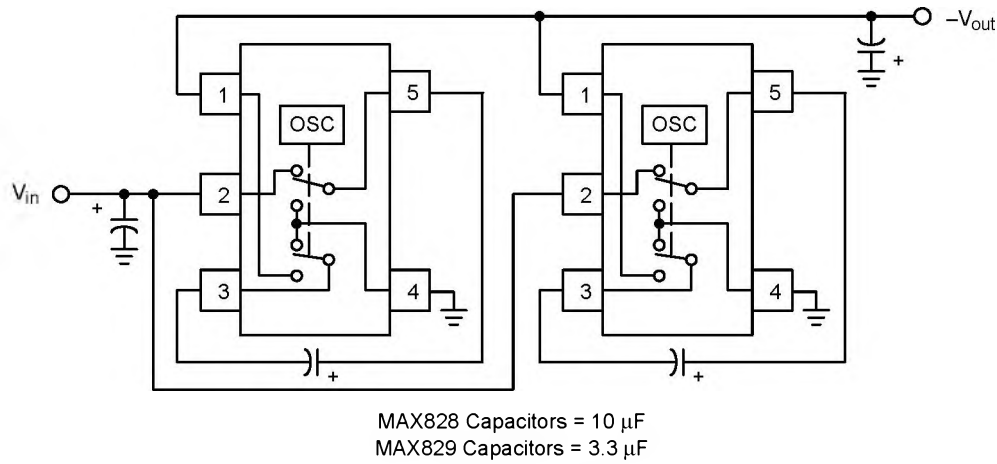 –Vout
+
1
5
1
5
OSC
OSC
Vin
+
2
2
3
4
3
4
+
+
MAX828 Capacitors = 10 μF
MAX829 Capacitors = 3.3 μF